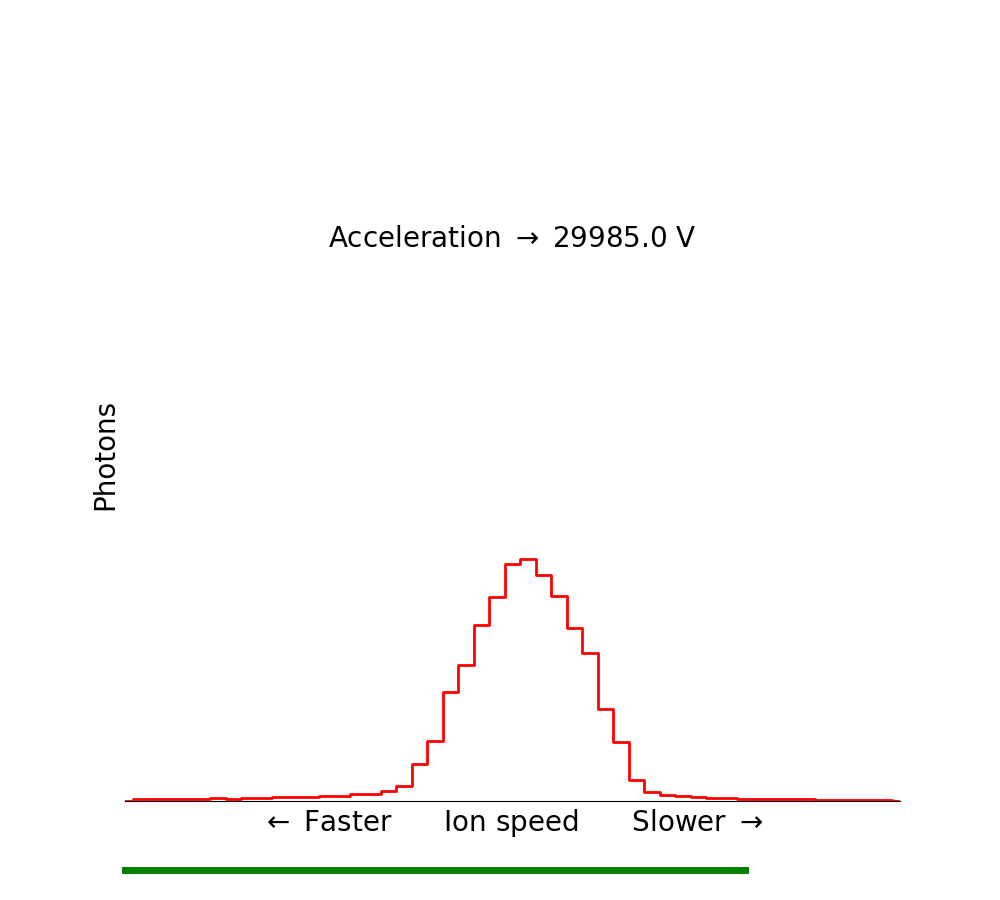 Acceleration → 29985.0 V
Photons
← Faster Ion speed Slower →